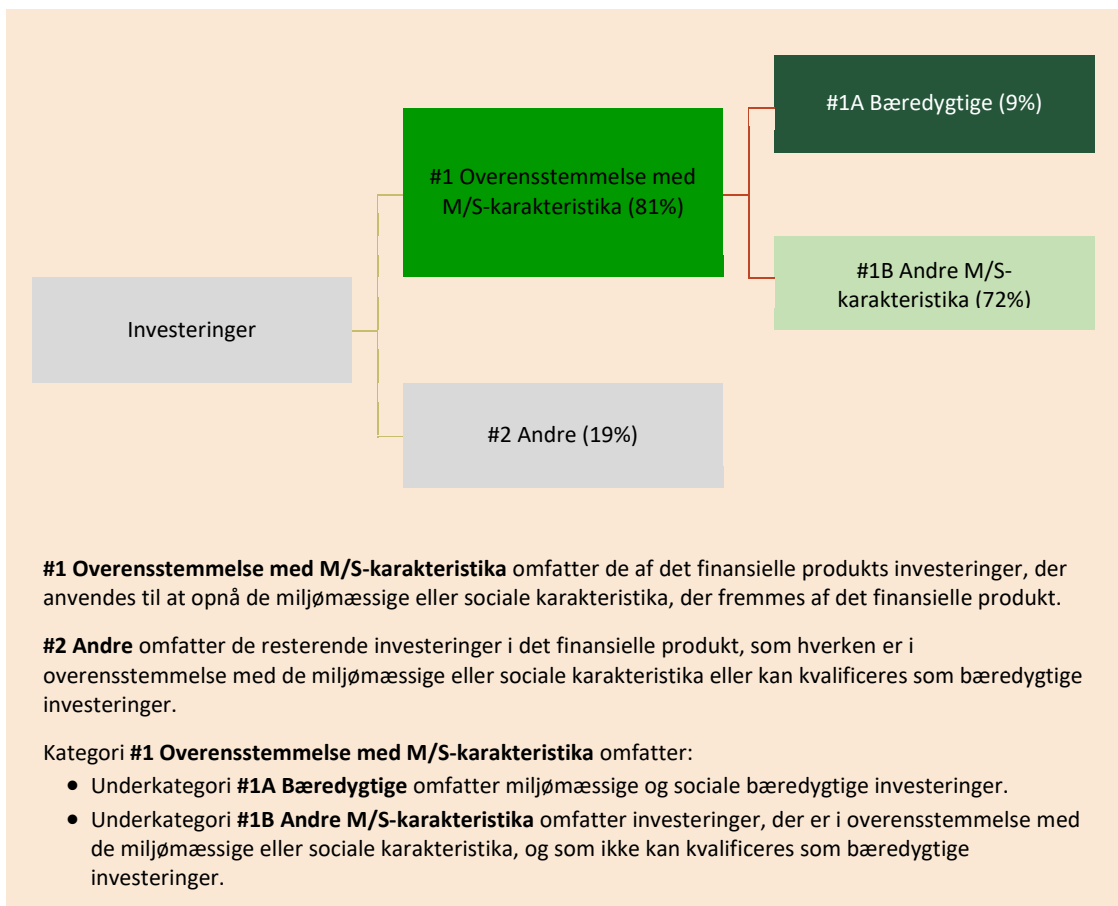 #1A Bæredygtige (9%)
#1 Overensstemmelse med
M/S-karakteristika (81%)
#1B Andre M/S-
karakteristika (72%)
Investeringer
#2 Andre (19%)
#1 Overensstemmelse med M/S-karakteristika omfatter de af det finansielle produkts investeringer, der
anvendes til at opnå de miljømæssige eller sociale karakteristika, der fremmes af det finansielle produkt.
#2 Andre omfatter de resterende investeringer i det finansielle produkt, som hverken er i
overensstemmelse med de miljømæssige eller sociale karakteristika eller kan kvalificeres som bæredygtige
investeringer.
Kategori #1 Overensstemmelse med M/S-karakteristika omfatter:
• Underkategori #1A Bæredygtige omfatter miljømæssige og sociale bæredygtige investeringer.
• Underkategori #1B Andre M/S-karakteristika omfatter investeringer, der er i overensstemmelse med
de miljømæssige eller sociale karakteristika, og som ikke kan kvalificeres som bæredygtige
investeringer.